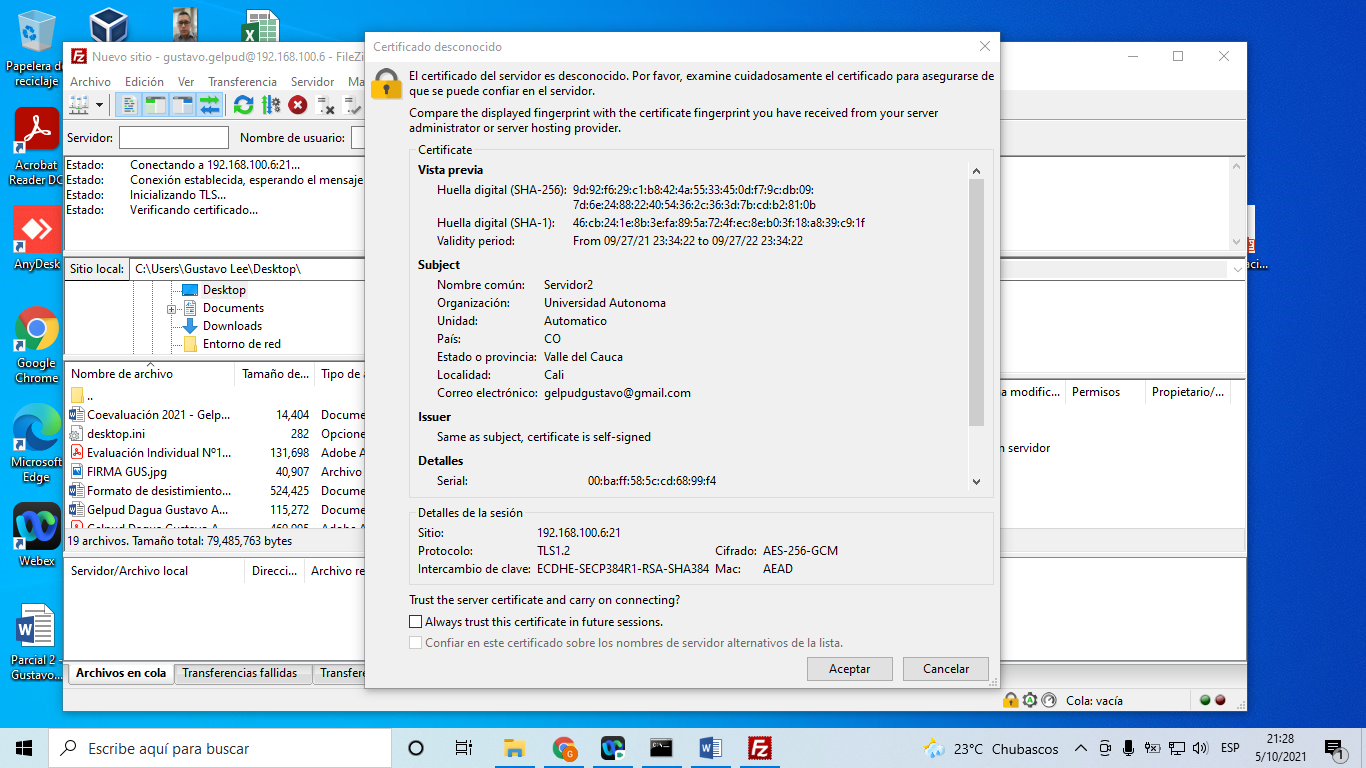 Papelera de
reciclaje
Acrobat
Reader DC
AnyDesk
Google
Chrome
Microsoft
Edge
Webex
Parcial 2 -
Gustavo...
Nuevo sitio - gustavo.gelpud@192.168.100.6 - FileZi
Archivo Edición Ver Transferencia Servidor Ma
Servidor: Nombre de usuario:
Estado: Conectando a 192.168.100.6:21...
Estado: Conexión establecida, esperando el mensaje
Estado: Inicializando TLS...
Estado: Verificando certificado...
Sitio local: C:\Users\Gustavo Lee\Desktop\
Desktop
Documents
Downloads
Entorno de red
Nombre de archivo Tamaño de... Tipo de a
..
Coevaluación 2021 - Gelp... 14,404 Docume
desktop.ini 282 Opcione
Evaluación Individual Nº1... 131,698 Adobe A
FIRMA GUS.jpg 40,907 Archivo
Formato de desistimiento... 524,425 Docume
Gelpud Dagua Gustavo A... 115,272 Docume
19 archivos. Tamaño total: 79,485,763 bytes
Servidor/Archivo local Direcci... Archivo re
Archivos en cola Transferencias fallidas Transfere
Certificado desconocido
El certificado del servidor es desconocido. Por favor, examine cuidadosamente el certificado para asegurarse de
que se puede confiar en el servidor.
Compare the displayed fingerprint with the certificate fingerprint you have received from your server
administrator or server hosting provider.
Certificate
Vista previa
Huella digital (SHA-256): 9d:92:f6:29:c1:b8:42:4a:55:33:45:0d:f7:9c:db:09:
7d:6e:24:88:22:40:54:36:2c:36:3d:7b:cd:b2:81:0b
Huella digital (SHA-1): 46:cb:24:1e:8b:3e:fa:89:5a:72:4f:ec:8e:b0:3f:18:a8:39:c9:1f
Validity period: From 09/27/21 23:34:22 to 09/27/22 23:34:22
Subject
Nombre común: Servidor2
Organización: Universidad Autonoma
Unidad: Automatico
País: CO
Estado o provincia: Valle del Cauca
Localidad: Cali
Correo electrónico: gelpudgustavo@gmail.com
Issuer
Same as subject, certificate is self-signed
Detalles
Serial: 00:ba:ff:58:5c:cd:68:99:f4
Detalles de la sesión
Sitio: 192.168.100.6:21
Protocolo: TLS1.2 Cifrado: AES-256-GCM
Intercambio de clave: ECDHE-SECP384R1-RSA-SHA384 Mac: AEAD
Trust the server certificate and carry on connecting?
Always trust this certificate in future sessions.
Confiar en este certificado sobre los nombres de servidor alternativos de la lista.
Aceptar Cancelar
aci...
a modific... Permisos Propietario/...
n servidor
Cola: vacía
Escribe aquí para buscar
23°C Chubascos
ESP
21:28
5/10/2021
1